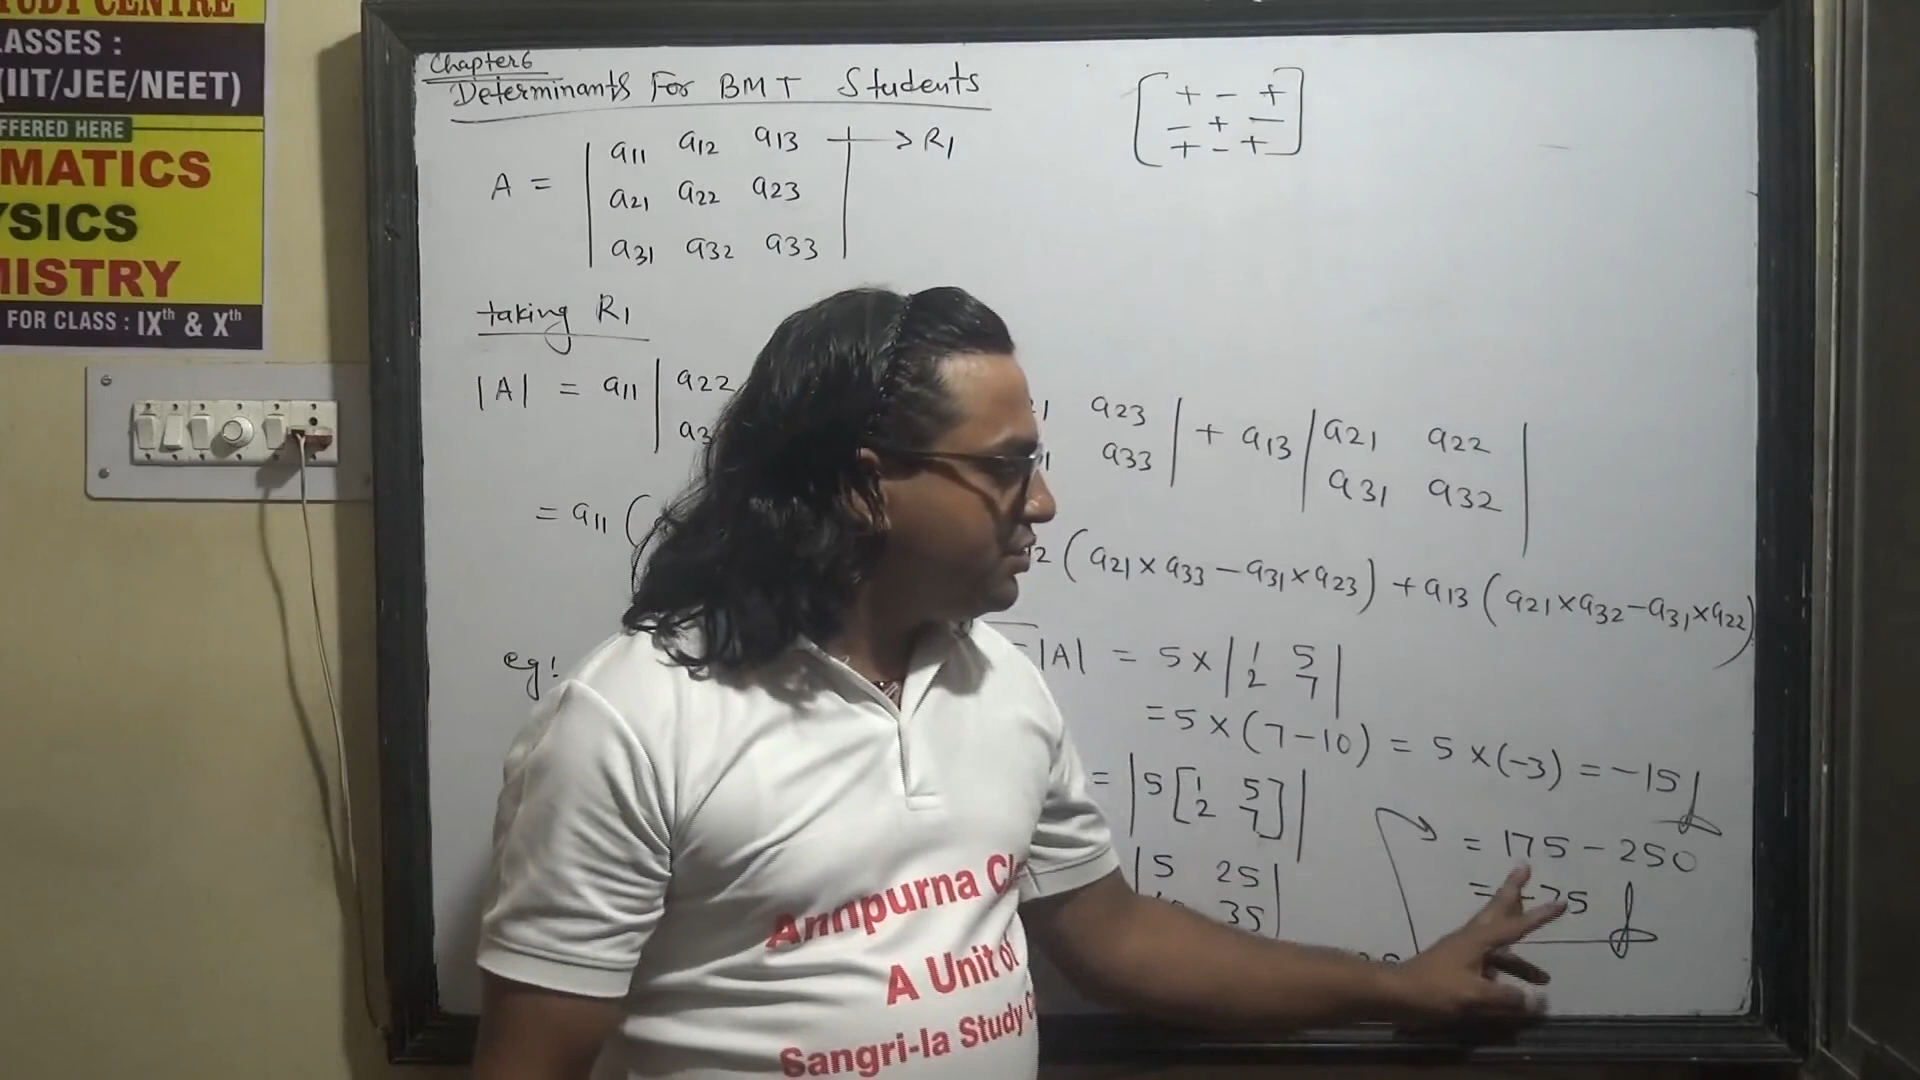 STUDY CENTRE
LASSES :
(IIT/JEE/NEET)
FFERED HERE
MATICS
YSICS
MISTRY
FOR CLASS : IXth & Xth
Chapter 6
Determinants For BMT Students
A = | a11 a12 a13 | → R1
a21 a22 a23
a31 a32 a33
[ + - +
- + -
+ - + ]
taking R1
|A| = a11 | a22 a23 | + a13 | a21 a22 |
a33 a31 a32
= a11 ( 2 ( a21 × a33 - a31 × a23 ) + a13 ( a21 × a32 - a31 × a22 )
eg!
|A| = 5 × | 1 5 |
2 7
= 5 × (7 - 10) = 5 × (-3) = -15
= | 5 [ 1 5 ] |
2 7
| 5 25 |
35
= 175 - 250
= -75
Annpurna Cl
A Unit of
Sangri-la Study C